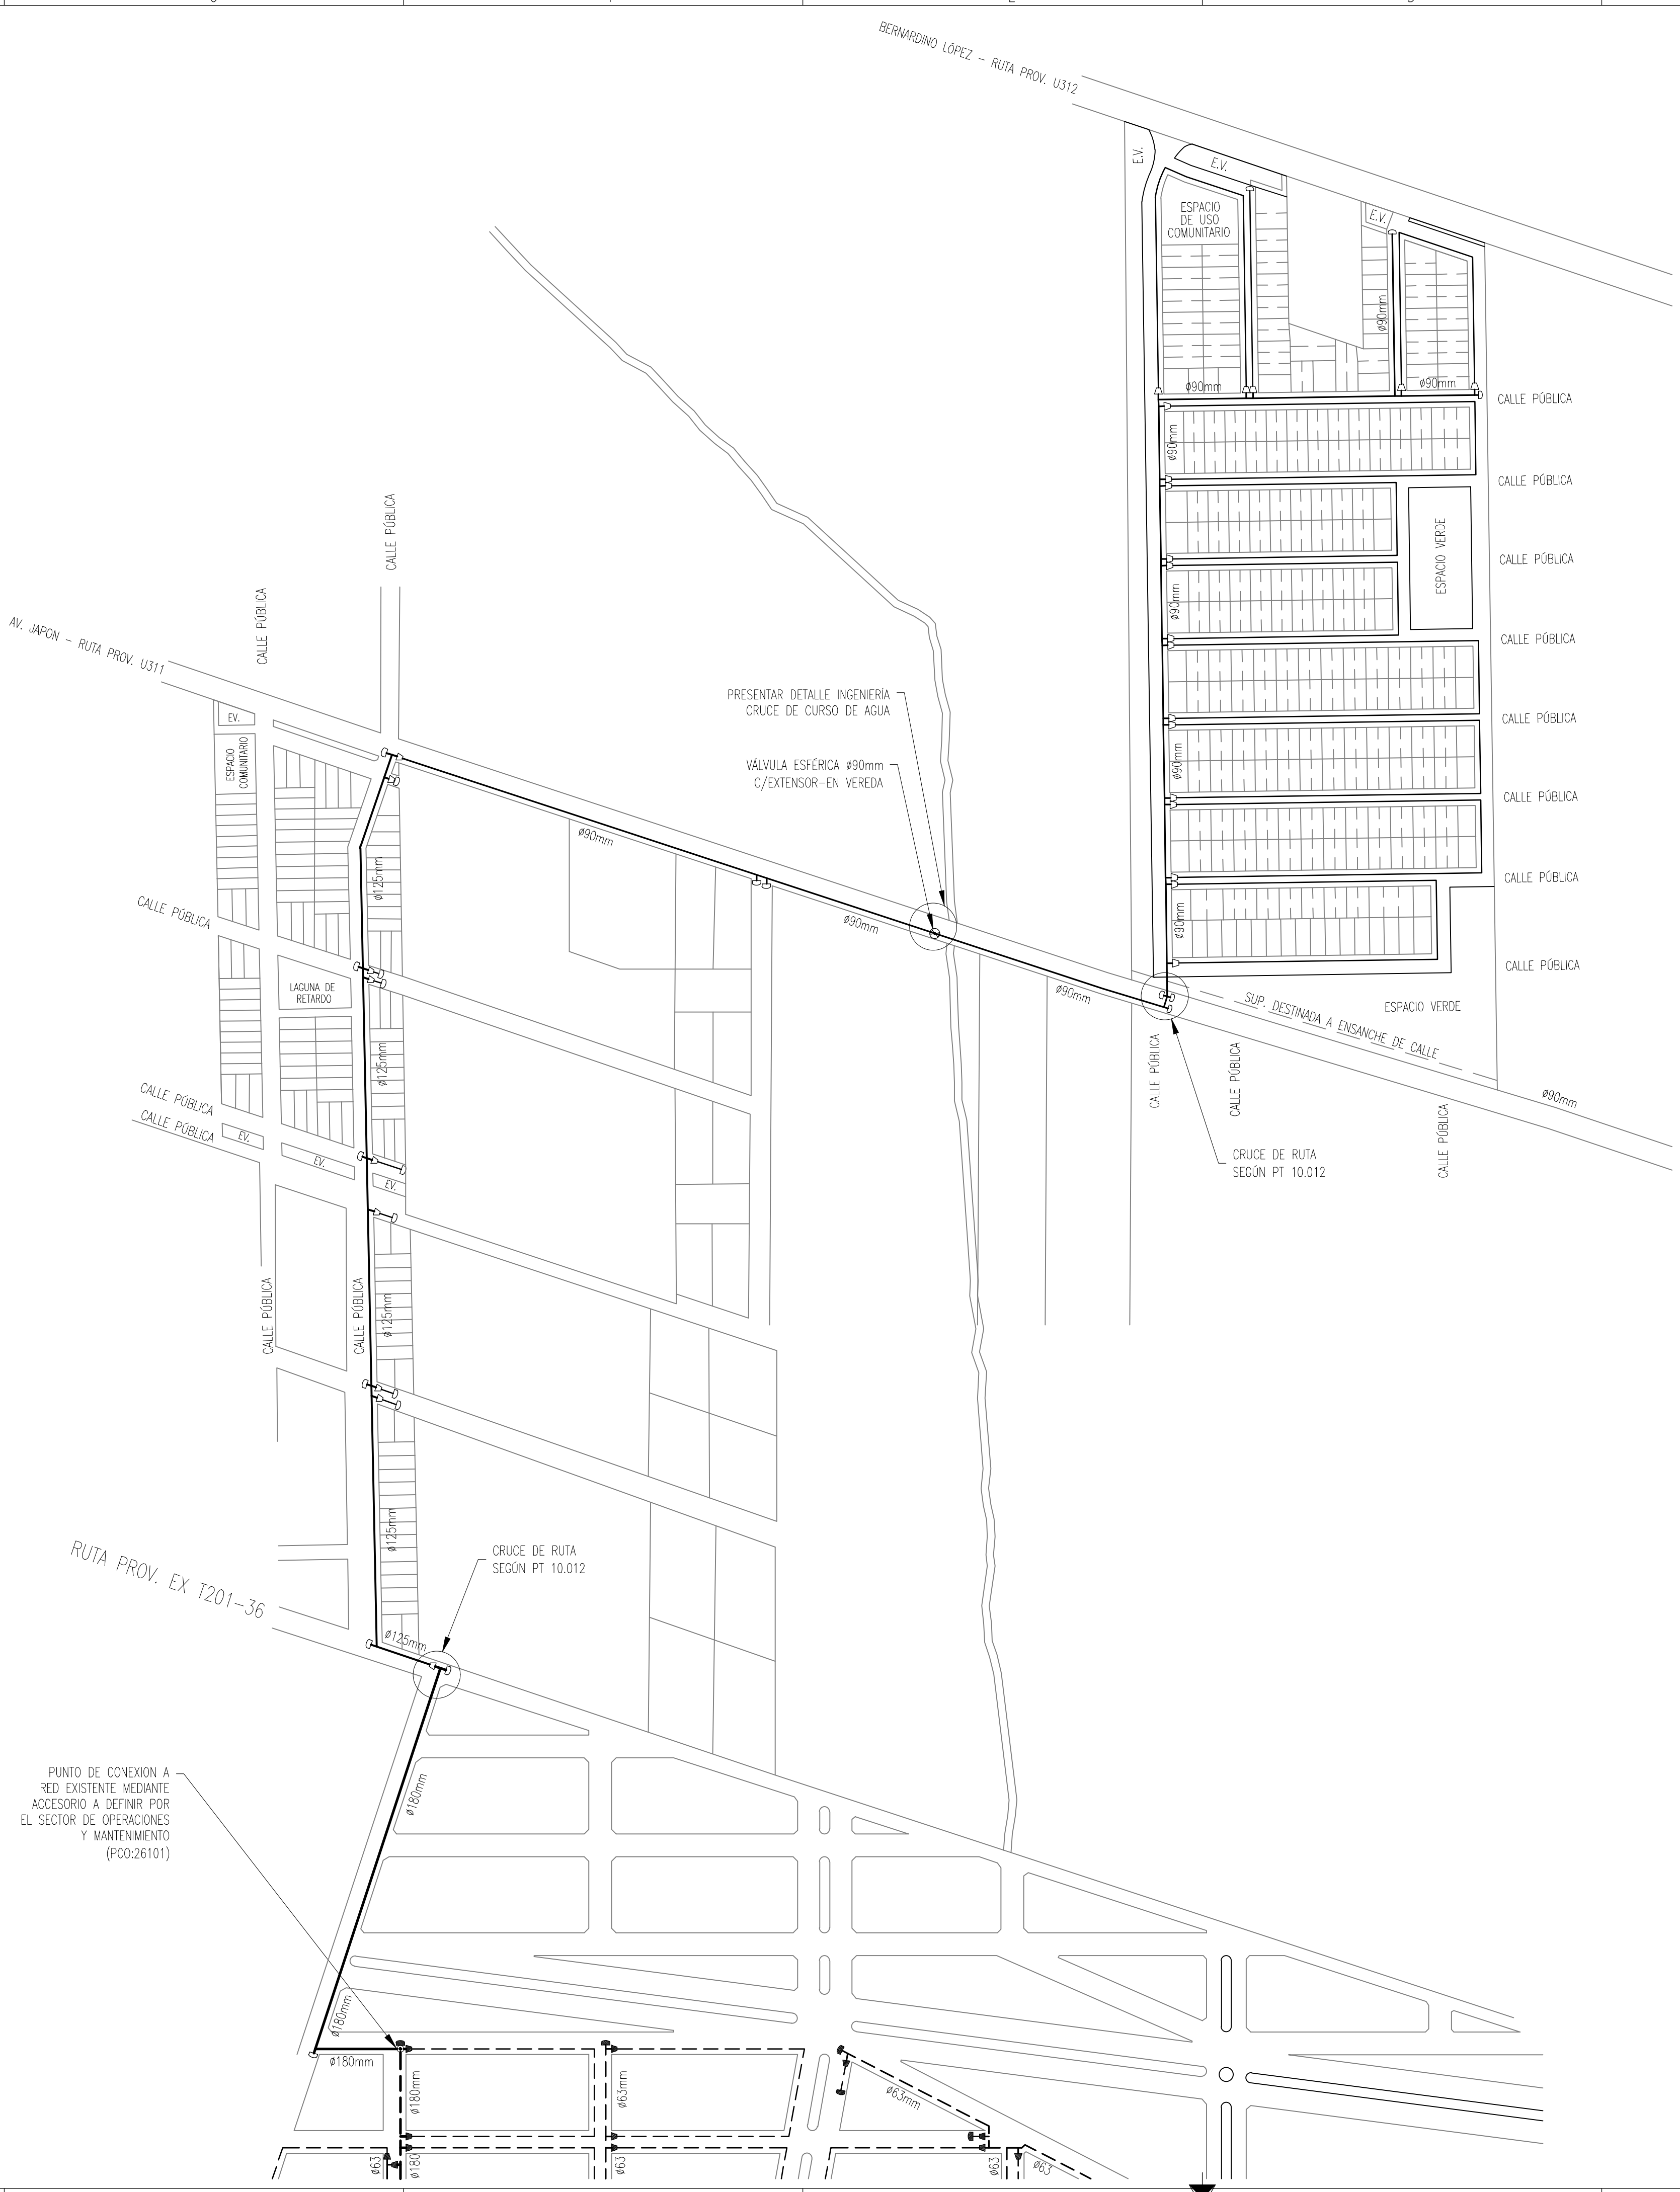 BERNARDINO LÓPEZ - RUTA PROV. U312
E.V.
E.V.
ESPACIO
DE USO
COMUNITARIO
E.V.
ø90mm
ø90mm
ø90mm
CALLE PÚBLICA
ø90mm
CALLE PÚBLICA
ESPACIO VERDE
CALLE PÚBLICA
ø90mm
CALLE PÚBLICA
CALLE PÚBLICA
ø90mm
CALLE PÚBLICA
CALLE PÚBLICA
ø90mm
CALLE PÚBLICA
ESPACIO VERDE
SUP. DESTINADA A ENSANCHE DE CALLE
ø90mm
CALLE PÚBLICA
CALLE PÚBLICA
CALLE PÚBLICA
CRUCE DE RUTA
SEGÚN PT 10.012
CALLE PÚBLICA
CALLE PÚBLICA
AV. JAPON - RUTA PROV. U311
PRESENTAR DETALLE INGENIERÍA
CRUCE DE CURSO DE AGUA
VÁLVULA ESFÉRICA ø90mm
C/EXTENSOR-EN VEREDA
EV.
ESPACIO
COMUNITARIO
ø90mm
ø90mm
ø90mm
ø125mm
CALLE PÚBLICA
LAGUNA DE
RETARDO
ø125mm
CALLE PÚBLICA
CALLE PÚBLICA
EV.
EV.
EV.
CALLE PÚBLICA
CALLE PÚBLICA
ø125mm
ø125mm
RUTA PROV. EX T201-36
CRUCE DE RUTA
SEGÚN PT 10.012
ø125mm
PUNTO DE CONEXION A
RED EXISTENTE MEDIANTE
ACCESORIO A DEFINIR POR
EL SECTOR DE OPERACIONES
Y MANTENIMIENTO
(PCO:26101)
ø180mm
ø180mm
ø180mm
ø180mm
ø63mm
ø63mm
ø63
ø180
ø63
ø63
ø63